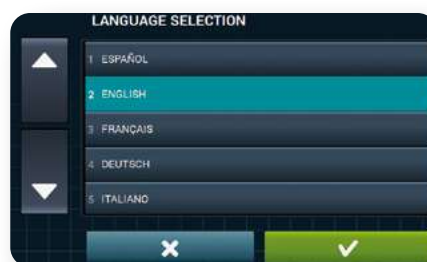 LANGUAGE SELECTION
1 ESPAÑOL
2 ENGLISH
3 FRANÇAIS
4 DEUTSCH
5 ITALIANO